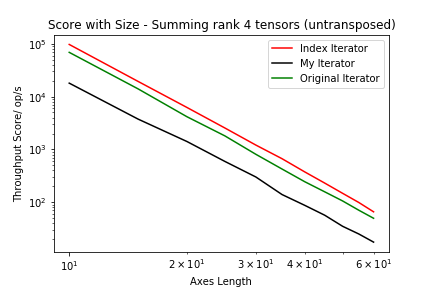 Score with Size - Summing rank 4 tensors (untransposed)
Throughput Score/ op/s
10⁵
10⁴
10³
10²
Index Iterator
My Iterator
Original Iterator
10¹
2 × 10¹
3 × 10¹
4 × 10¹
6 × 10¹
Axes Length